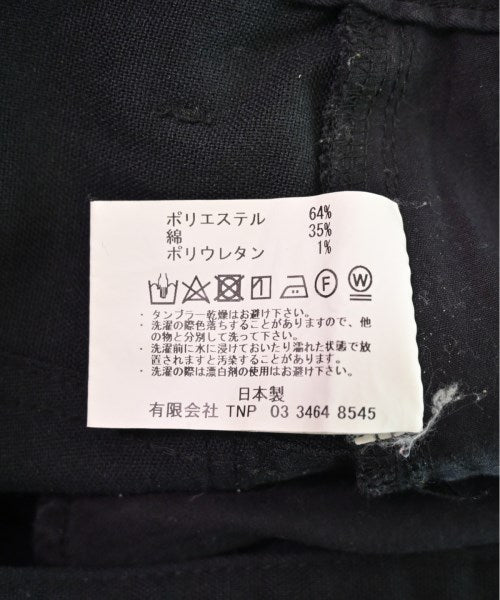 ポリエステル 64%
綿 35%
ポリウレタン 1%
F W
・タンブラー乾燥はお避け下さい。
・洗濯の際色落ちすることがありますので、他
の物と分別して洗って下さい。
・洗濯前に水に浸けておいたり濡れた状態で放
置されますと汚染することがあります。
・洗濯の際は漂白剤の使用はお避け下さい。
日本製
有限会社 TNP 03 3464 8545